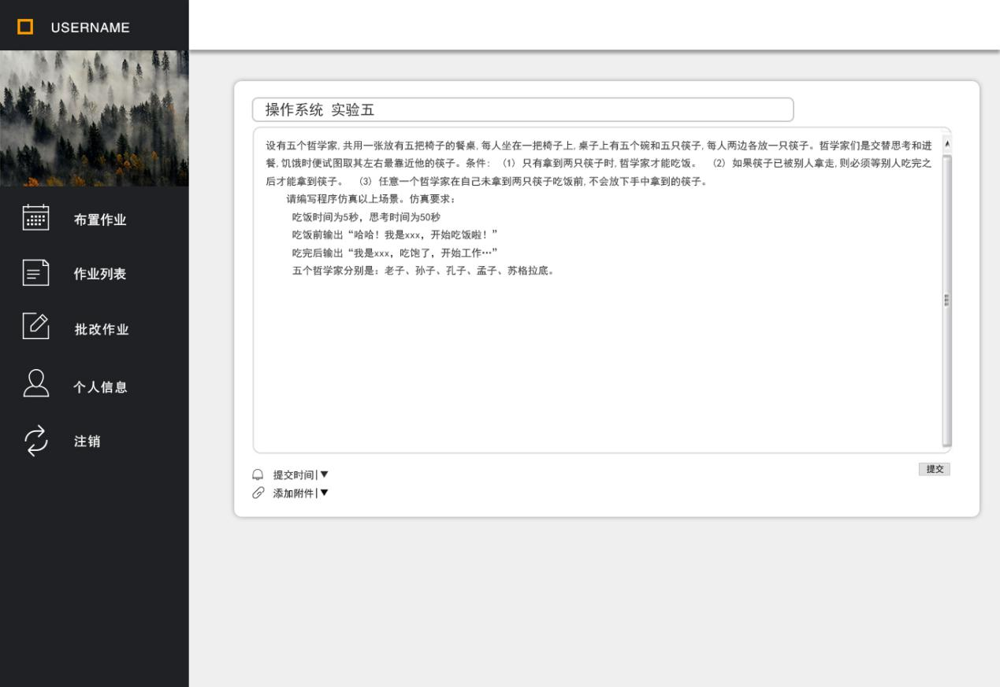 USERNAME
布置作业
作业列表
批改作业
个人信息
注销
操作系统 实验五
设有五个哲学家,共用一张放有五把椅子的餐桌,每人坐在一把椅子上,桌子上有五个碗和五只筷子,每人两边各放一只筷子。哲学家们是交替思考和进
餐,饥饿时便试图取其左右最靠近他的筷子。条件: (1) 只有拿到两只筷子时,哲学家才能吃饭。 (2) 如果筷子已被别人拿走,则必须等别人吃完之
后才能拿到筷子。 (3) 任意一个哲学家在自己未拿到两只筷子吃饭前,不会放下手中拿到的筷子。
请编写程序仿真以上场景。仿真要求:
吃饭时间为5秒，思考时间为50秒
吃饭前输出“哈哈！我是xxx，开始吃饭啦！”
吃完后输出“我是xxx，吃饱了，开始工作…”
五个哲学家分别是：老子、孙子、孔子、孟子、苏格拉底。
提交时间|▼
添加附件|▼
提交